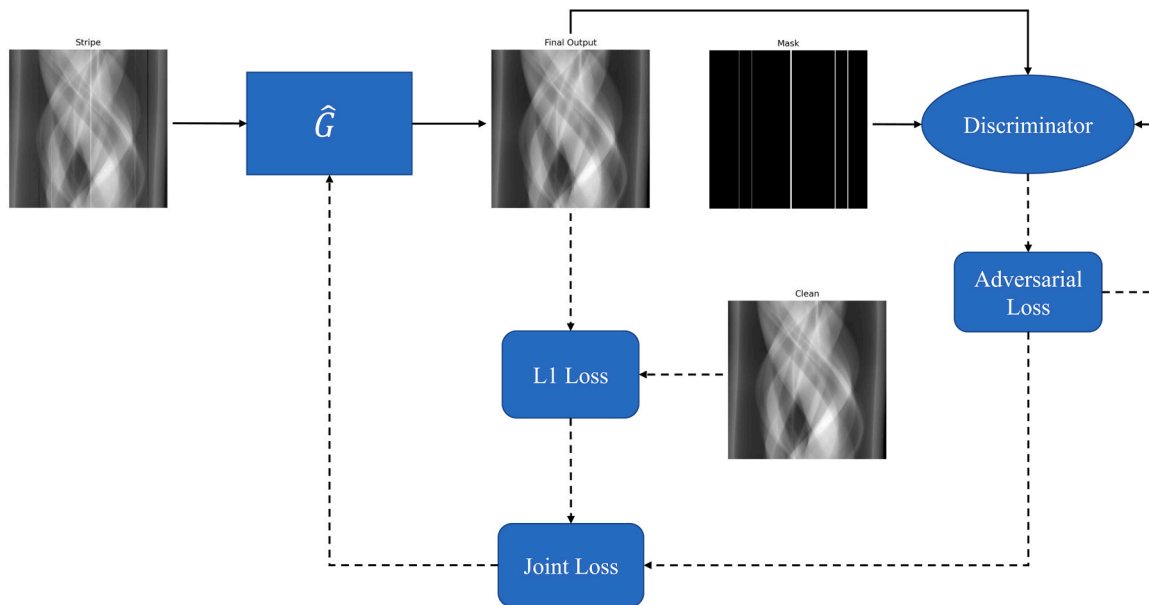 Stripe
Final Output
Mask
Ĝ
Discriminator
Adversarial
Loss
Clean
L1 Loss
Joint Loss